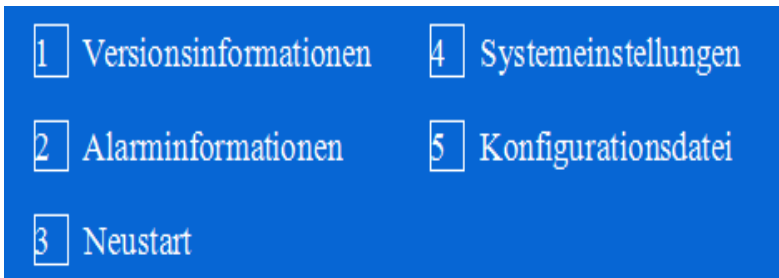 1 Versionsinformationen
2 Alarminformationen
3 Neustart
4 Systemeinstellungen
5 Konfigurationsdatei